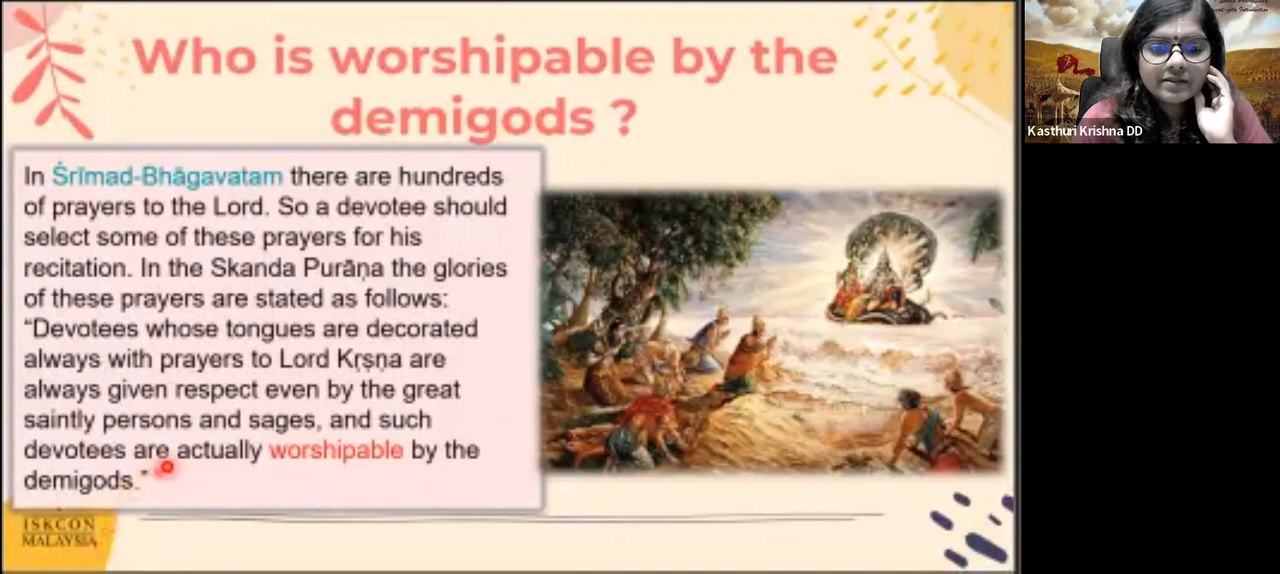 Who is worshipable by the
demigods ?
In Śrīmad-Bhāgavatam there are hundreds
of prayers to the Lord. So a devotee should
select some of these prayers for his
recitation. In the Skanda Purāṇa the glories
of these prayers are stated as follows:
“Devotees whose tongues are decorated
always with prayers to Lord Kṛṣṇa are
always given respect even by the great
saintly persons and sages, and such
devotees are actually worshipable by the
demigods.”
ISKCON
MALAYSIA
Introduction
Kasthuri Krishna DD